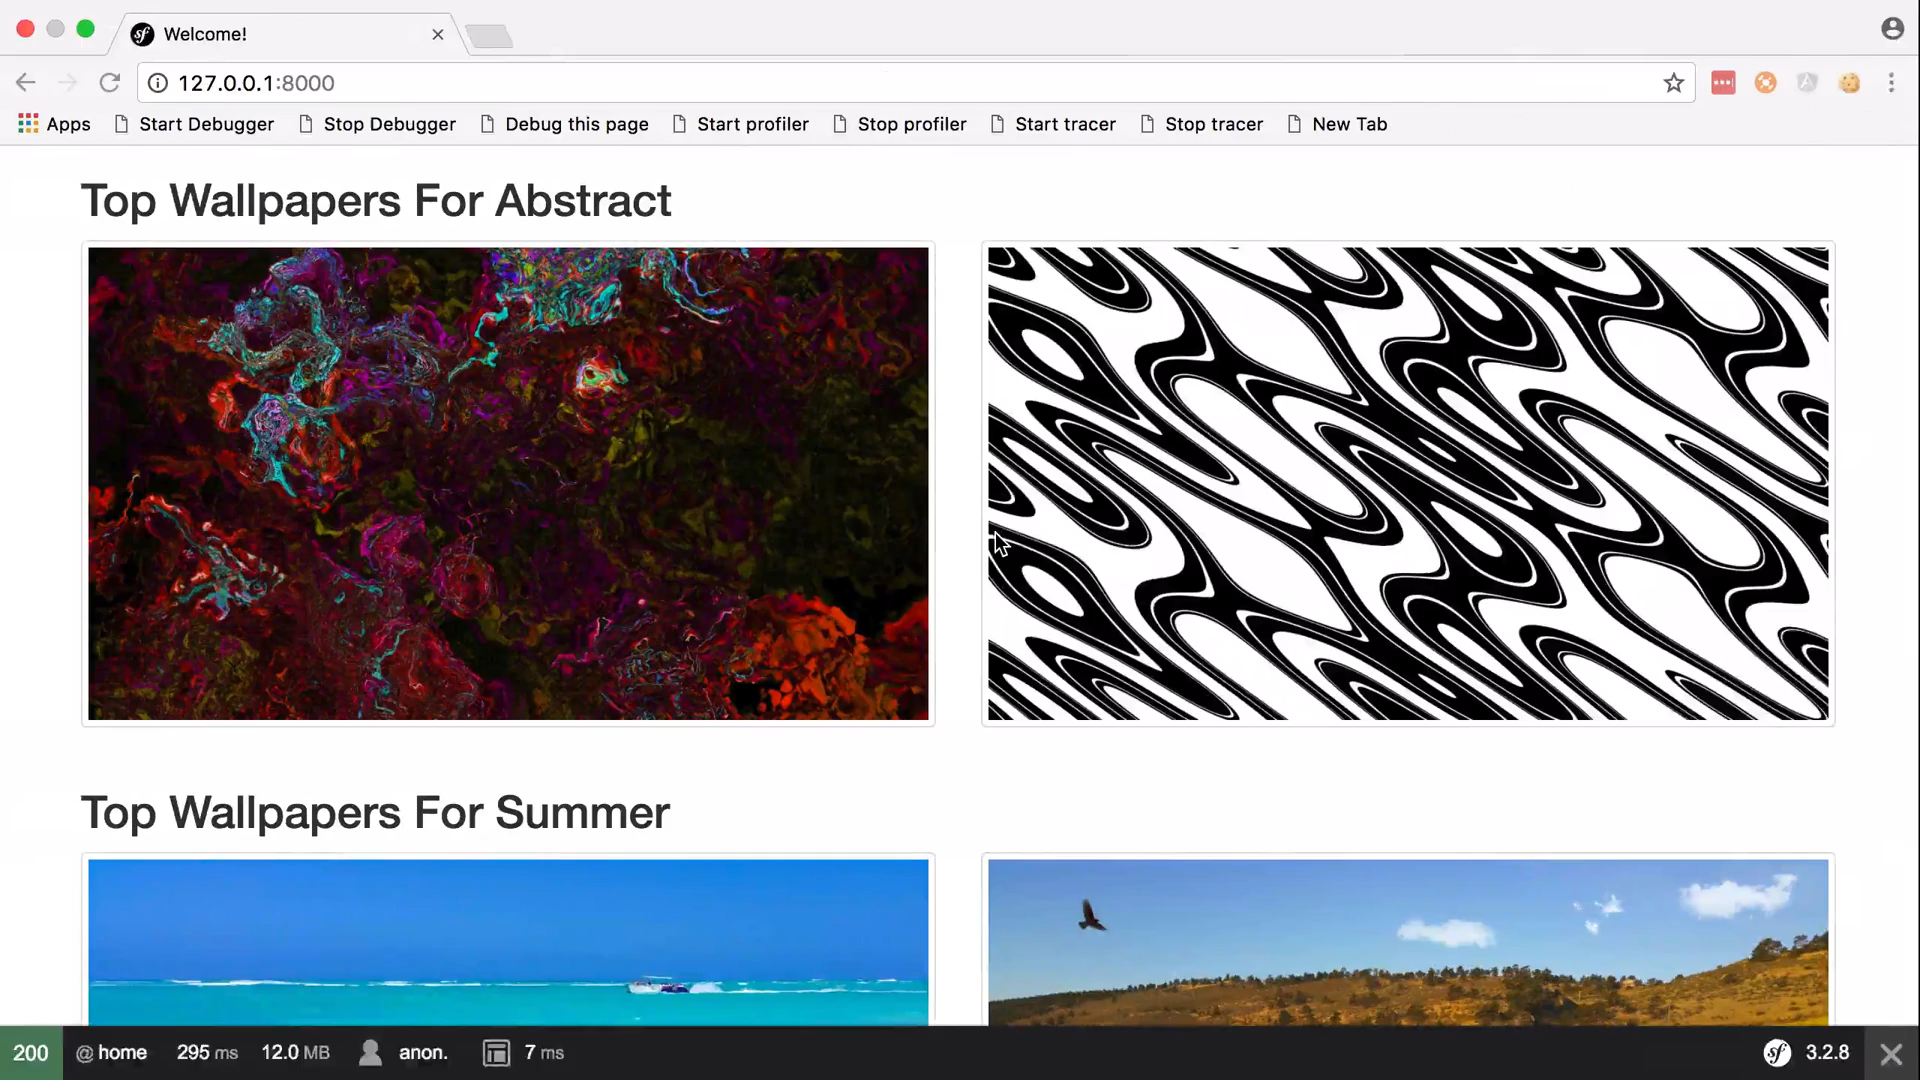 Welcome!
127.0.0.1:8000
Apps Start Debugger Stop Debugger Debug this page Start profiler Stop profiler Start tracer Stop tracer New Tab
Top Wallpapers For Abstract
Top Wallpapers For Summer
200 @ home 295 ms 12.0 MB anon. 7 ms sf 3.2.8